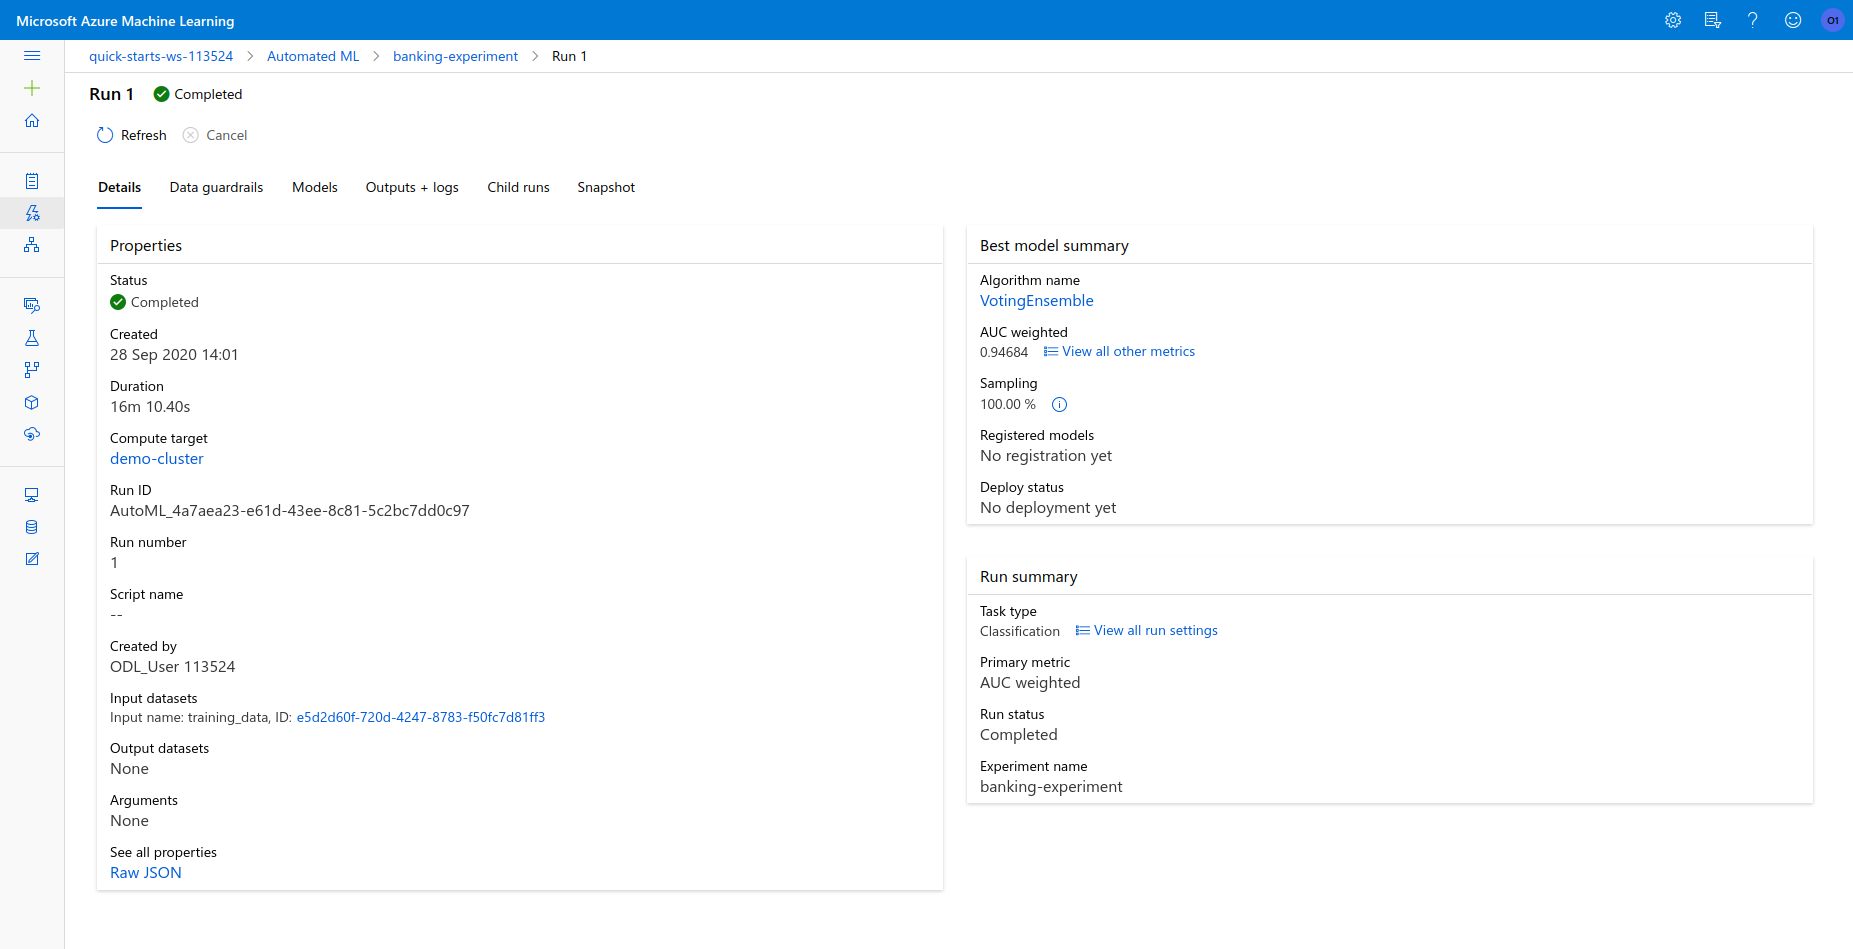 Microsoft Azure Machine Learning
O1
quick-starts-ws-113524 > Automated ML > banking-experiment > Run 1
Run 1 Completed
Refresh Cancel
Details Data guardrails Models Outputs + logs Child runs Snapshot
Properties
Status
Completed
Created
28 Sep 2020 14:01
Duration
16m 10.40s
Compute target
demo-cluster
Run ID
AutoML_4a7aea23-e61d-43ee-8c81-5c2bc7dd0c97
Run number
1
Script name
--
Created by
ODL_User 113524
Input datasets
Input name: training_data, ID: e5d2d60f-720d-4247-8783-f50fc7d81ff3
Output datasets
None
Arguments
None
See all properties
Raw JSON
Best model summary
Algorithm name
VotingEnsemble
AUC weighted
0.94684 View all other metrics
Sampling
100.00 %
Registered models
No registration yet
Deploy status
No deployment yet
Run summary
Task type
Classification View all run settings
Primary metric
AUC weighted
Run status
Completed
Experiment name
banking-experiment